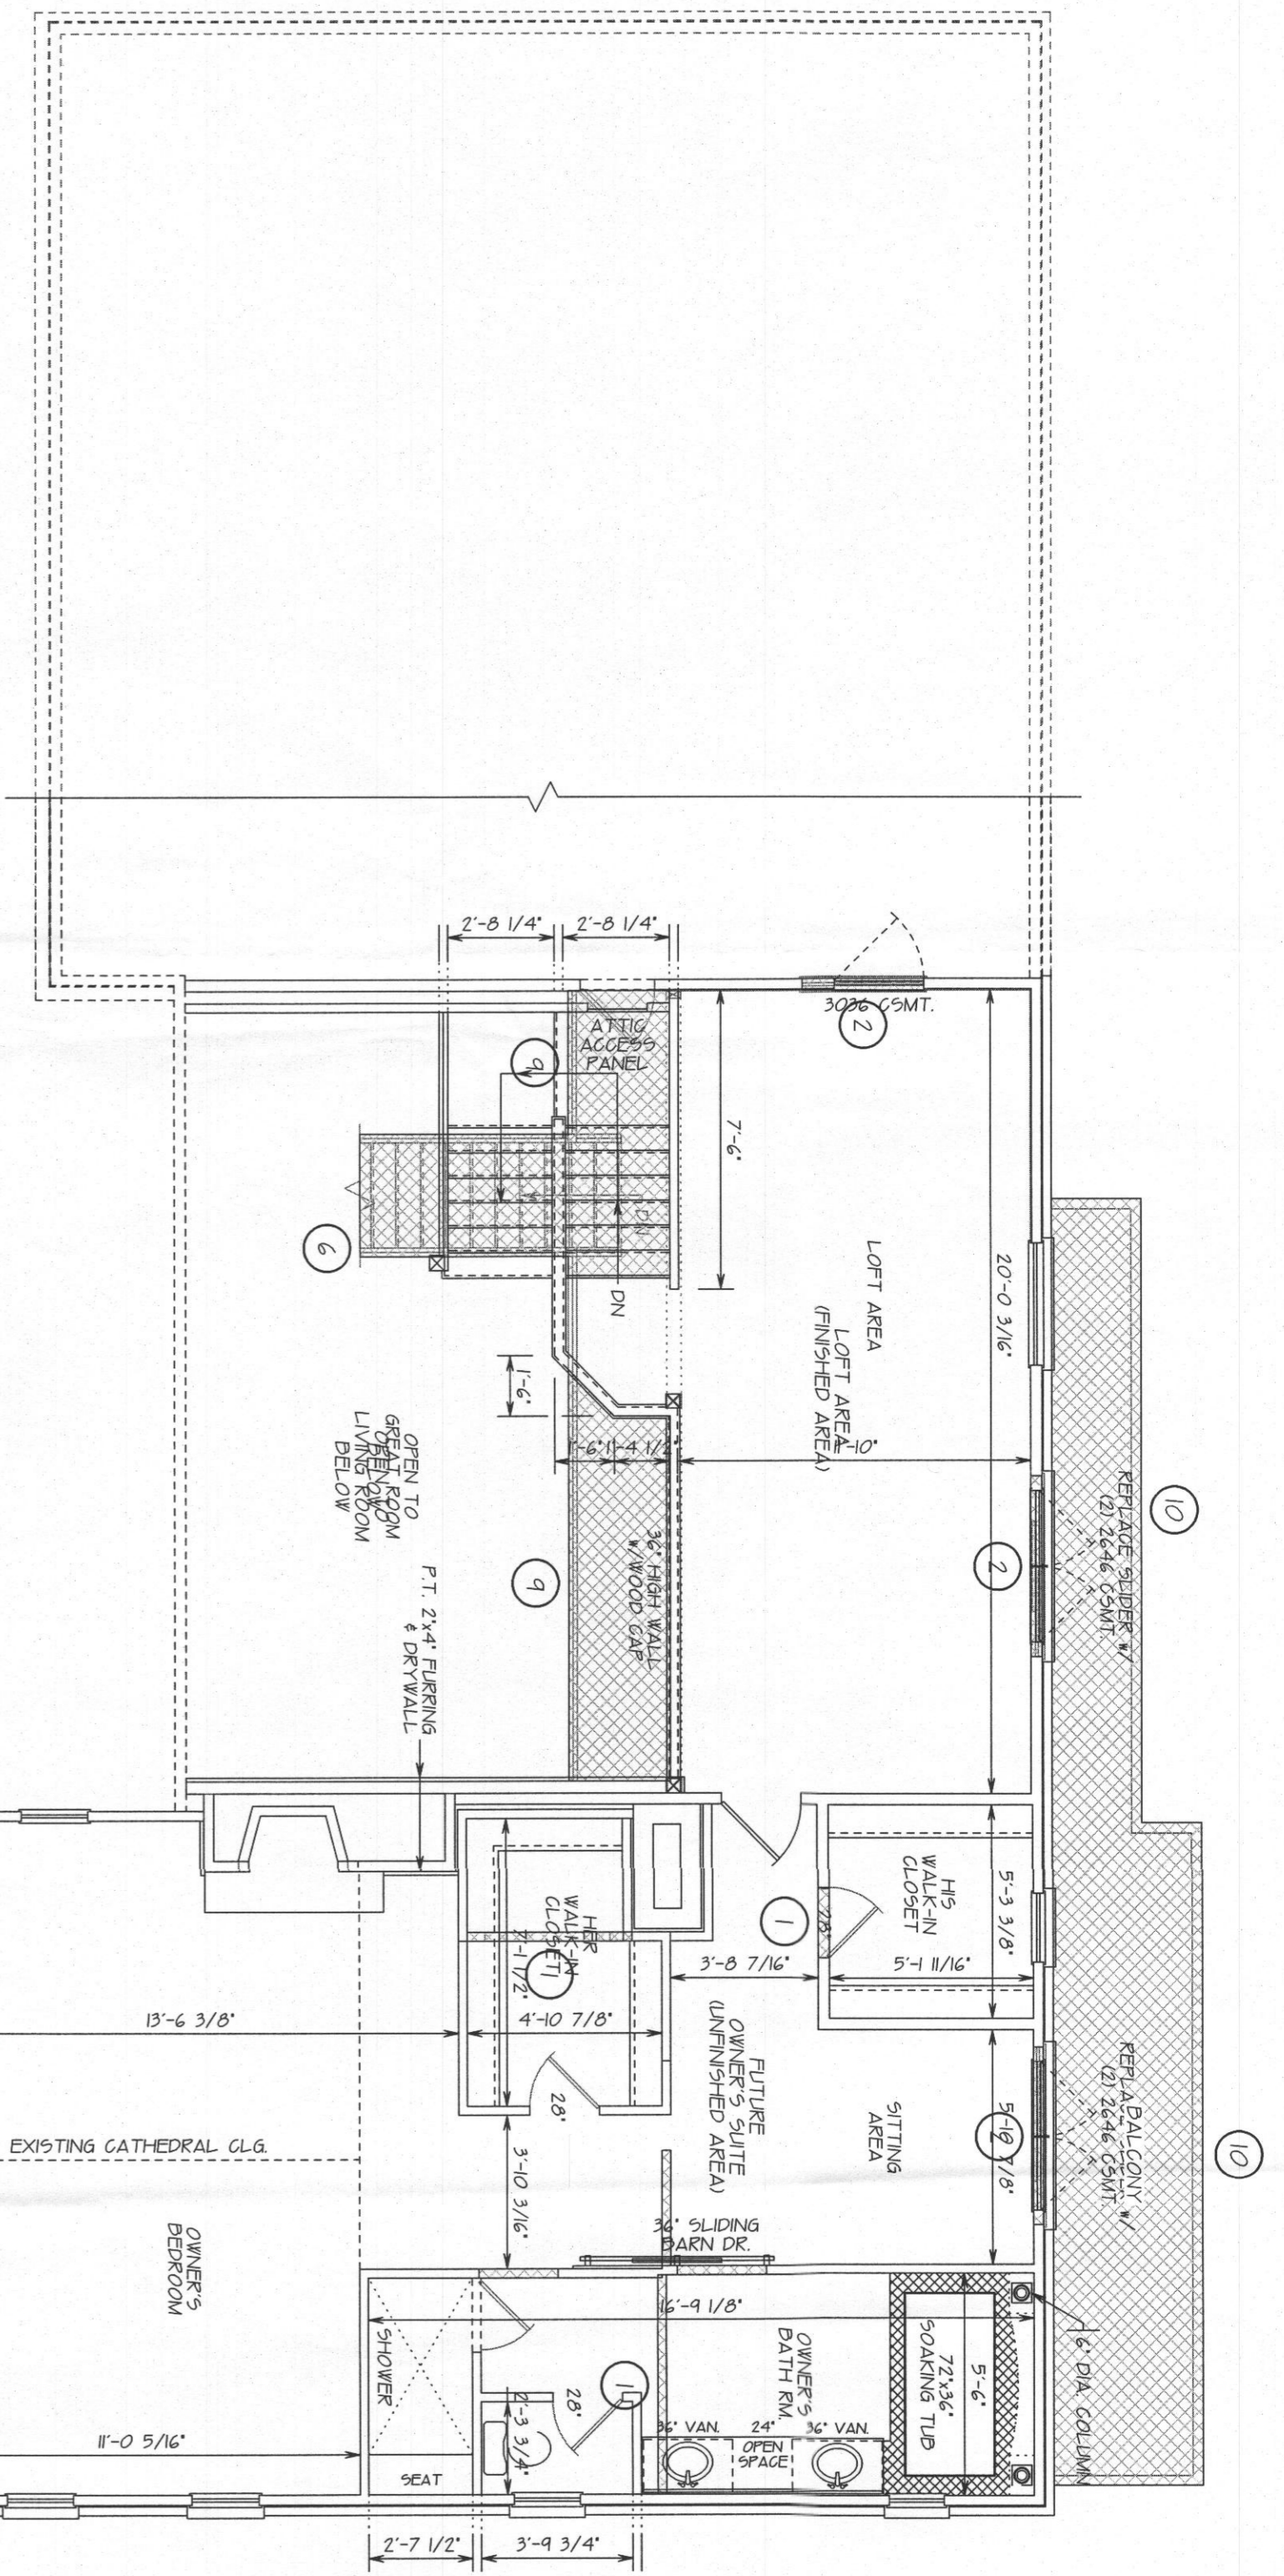 2'-8 1/4"
2'-8 1/4"
3036 CSMT.
2
ATTIC
ACCESS
PANEL
9
7'-6"
DN
DN
6
LOFT AREA
20'-0 3/16"
LOFT AREA
(FINISHED AREA)
1'-6"
1'-6"
1'-4 1/2"
10
REPLACE SLIDER W/
(2) 2646 CSMT.
2
OPEN TO
GREAT ROOM
LIVING ROOM
BELOW
36" HIGH WALL
W/WOOD CAP
9
P.T. 2"x4" FURRING
& DRYWALL
HIS
WALK-IN
CLOSET
5'-3 3/8"
1
28"
HER
WALK-IN
CLOSET
7'-1 1/2"
1
3'-8 7/16"
5'-1 11/16"
13'-6 3/8"
4'-10 7/8"
28"
FUTURE
OWNER'S SUITE
(UNFINISHED AREA)
SITTING
AREA
2
BALCONY W/
(2) 2646 CSMT.
10
EXISTING CATHEDRAL CLG.
3'-10 3/16"
OWNER'S
BEDROOM
36" SLIDING
BARN DR.
16'-9 1/8"
SHOWER
OWNER'S
BATH RM.
72"x36"
SOAKING TUB
5'-6"
6" DIA. COLUMN
28"
1
2'-3 3/4"
36" VAN.
24"
36" VAN.
OPEN
SPACE
11'-0 5/16"
SEAT
2'-7 1/2"
3'-9 3/4"